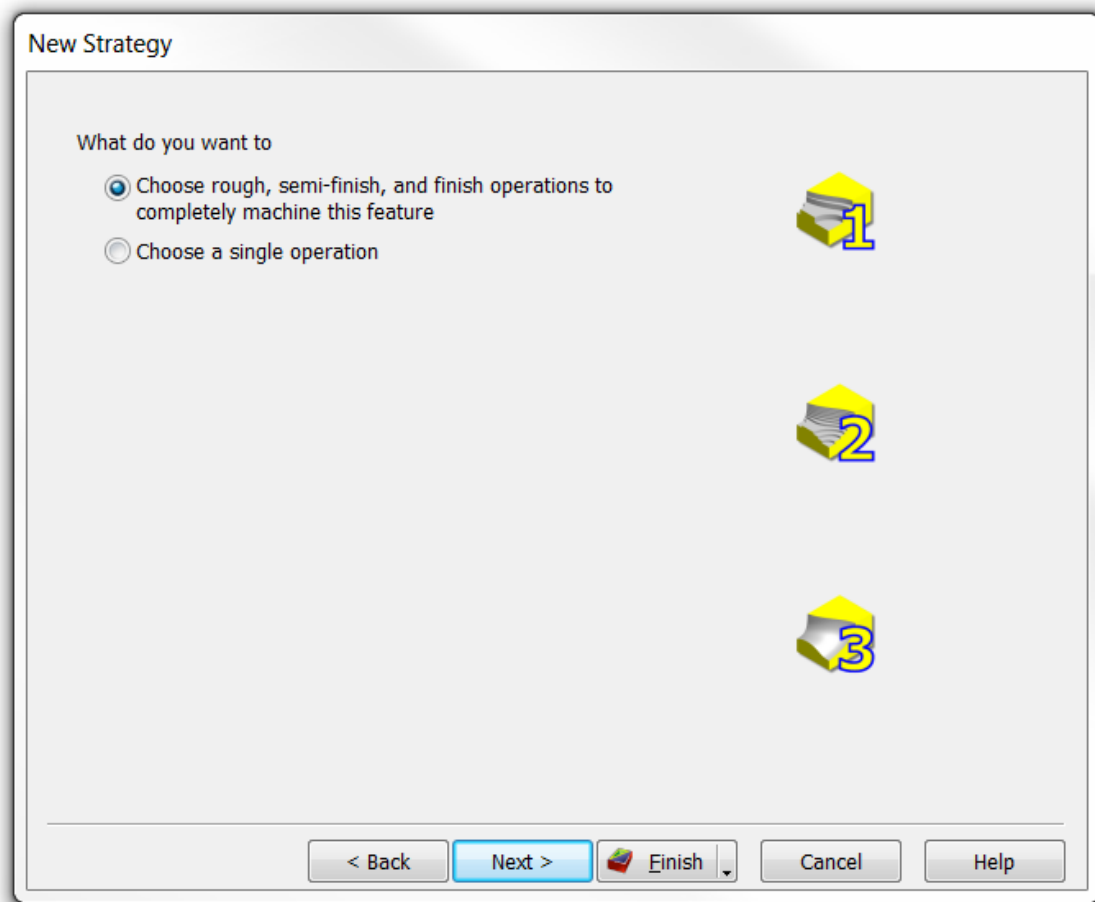 New Strategy
What do you want to
Choose rough, semi-finish, and finish operations to
completely machine this feature
1
Choose a single operation
2
3
< Back
Next >
Finish
Cancel
Help